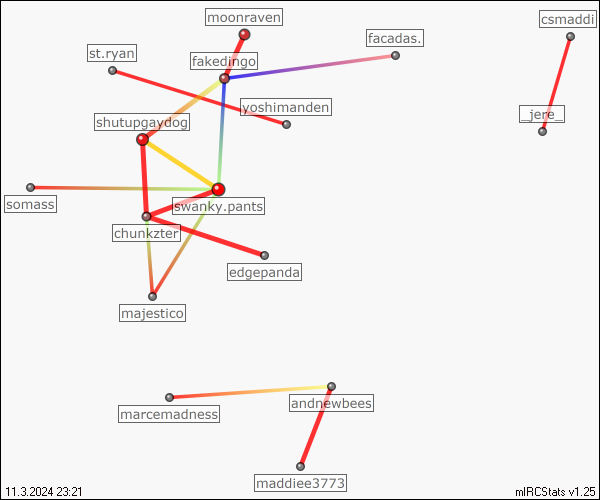 moonraven
csmaddi
facadas.
st.ryan
fakedingo
yoshimanden
_jere_
shutupgaydog
somass
swanky.pants
chunkzter
edgepanda
majestico
andnewbees
marcemadness
maddiee3773
11.3.2024 23:21
mIRCStats v1.25